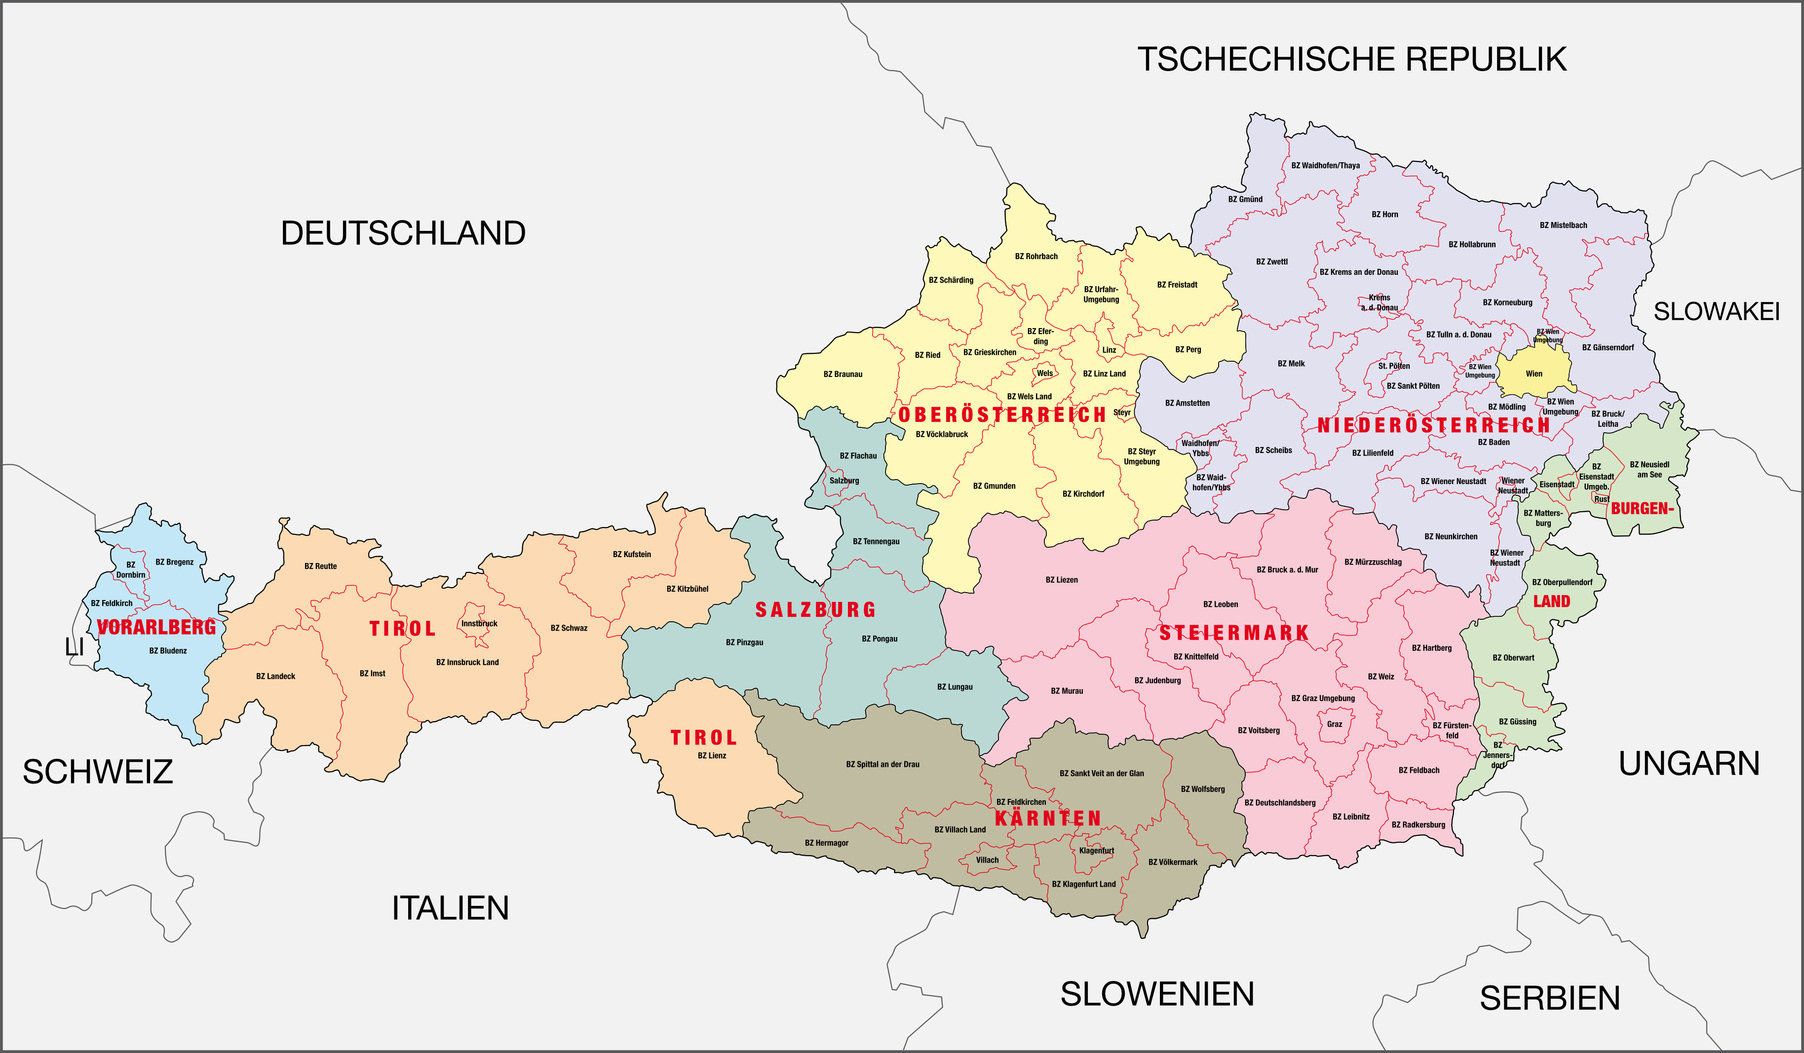 TSCHECHISCHE REPUBLIK
DEUTSCHLAND
SLOWAKEI
UNGARN
SERBIEN
SLOWENIEN
ITALIEN
SCHWEIZ
LI
VORARLBERG
BZ Bregenz
BZ
Dornbirn
BZ Feldkirch
BZ Bludenz
TIROL
BZ Reutte
BZ Landeck
BZ Imst
Innsbruck
BZ Innsbruck Land
BZ Schwaz
BZ Kufstein
BZ Kitzbühel
TIROL
BZ Lienz
SALZBURG
BZ Flachau
Salzburg
BZ Tennengau
BZ Pinzgau
BZ Pongau
BZ Lungau
OBERÖSTERREICH
BZ Rohrbach
BZ Schärding
BZ Urfahr-
Umgebung
BZ Freistadt
BZ Efer-
ding
BZ Ried
BZ Grieskirchen
Linz
BZ Perg
BZ Braunau
Wels
BZ Linz Land
BZ Wels Land
Steyr
BZ Vöcklabruck
BZ Steyr
Umgebung
BZ Gmunden
BZ Kirchdorf
NIEDERÖSTERREICH
BZ Waidhofen/Thaya
BZ Gmünd
BZ Horn
BZ Mistelbach
BZ Hollabrunn
BZ Zwettl
BZ Krems an der Donau
Krems
a. d. Donau
BZ Korneuburg
BZ Tulln a. d. Donau
BZ Wien
Umgebung
BZ Gänserndorf
BZ Melk
St. Pölten
BZ Sankt Pölten
BZ Wien
Umgebung
Wien
BZ Amstetten
BZ Mödling
BZ Wien
Umgebung
BZ Bruck/
Leitha
Waidhofen/
Ybbs
BZ Scheibs
BZ Lilienfeld
BZ Baden
BZ Waid-
hofen/Ybbs
BZ Wiener Neustadt
Wiener
Neustadt
BZ Neunkirchen
BZ Wiener
Neustadt
BURGEN-
LAND
BZ Neusiedl
am See
BZ
Eisenstadt
Umgeb.
Eisenstadt
Rust
BZ Matters-
burg
BZ Oberpullendorf
BZ Oberwart
BZ Güssing
BZ
Jenners-
dorf
STEIERMARK
BZ Liezen
BZ Bruck a. d. Mur
BZ Mürzzuschlag
BZ Leoben
BZ Knittelfeld
BZ Hartberg
BZ Murau
BZ Judenburg
BZ Weiz
BZ Graz Umgebung
Graz
BZ Voitsberg
BZ Fürsten-
feld
BZ Feldbach
BZ Deutschlandsberg
BZ Leibnitz
BZ Radkersburg
KÄRNTEN
BZ Spittal an der Drau
BZ Sankt Veit an der Glan
BZ Wolfsberg
BZ Feldkirchen
BZ Villach Land
BZ Hermagor
Villach
Klagenfurt
BZ Völkermark
BZ Klagenfurt Land